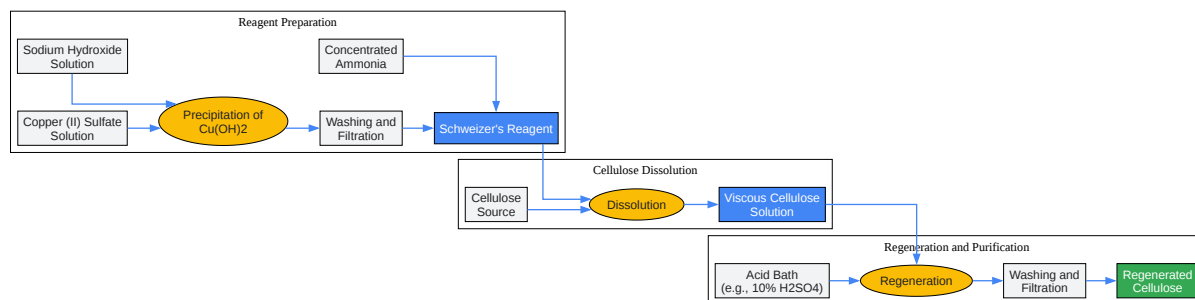 Reagent Preparation
Sodium Hydroxide
Solution
Concentrated
Ammonia
Copper (II) Sulfate
Solution
Precipitation of
Cu(OH)2
Washing and
Filtration
Schweizer's Reagent
Cellulose Dissolution
Cellulose
Source
Dissolution
Viscous Cellulose
Solution
Regeneration and Purification
Acid Bath
(e.g., 10% H2SO4)
Regeneration
Washing and
Filtration
Regenerated
Cellulose